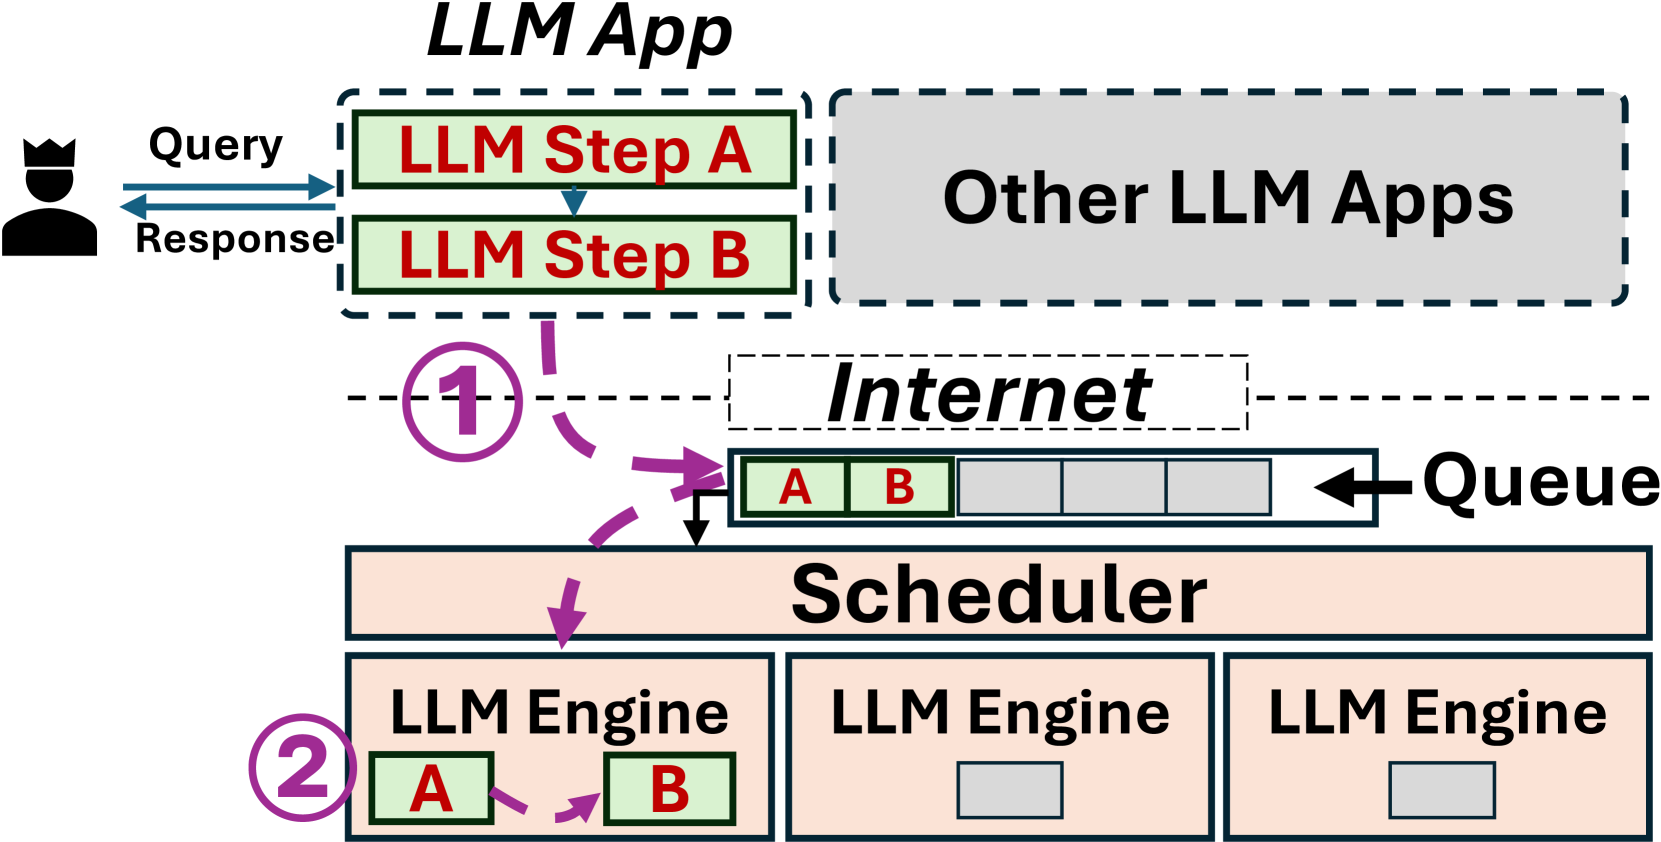 LLM App
Query
Response
LLM Step A
LLM Step B
Other LLM Apps
1
Internet
A B
Queue
Scheduler
LLM Engine
LLM Engine
LLM Engine
2
A
B